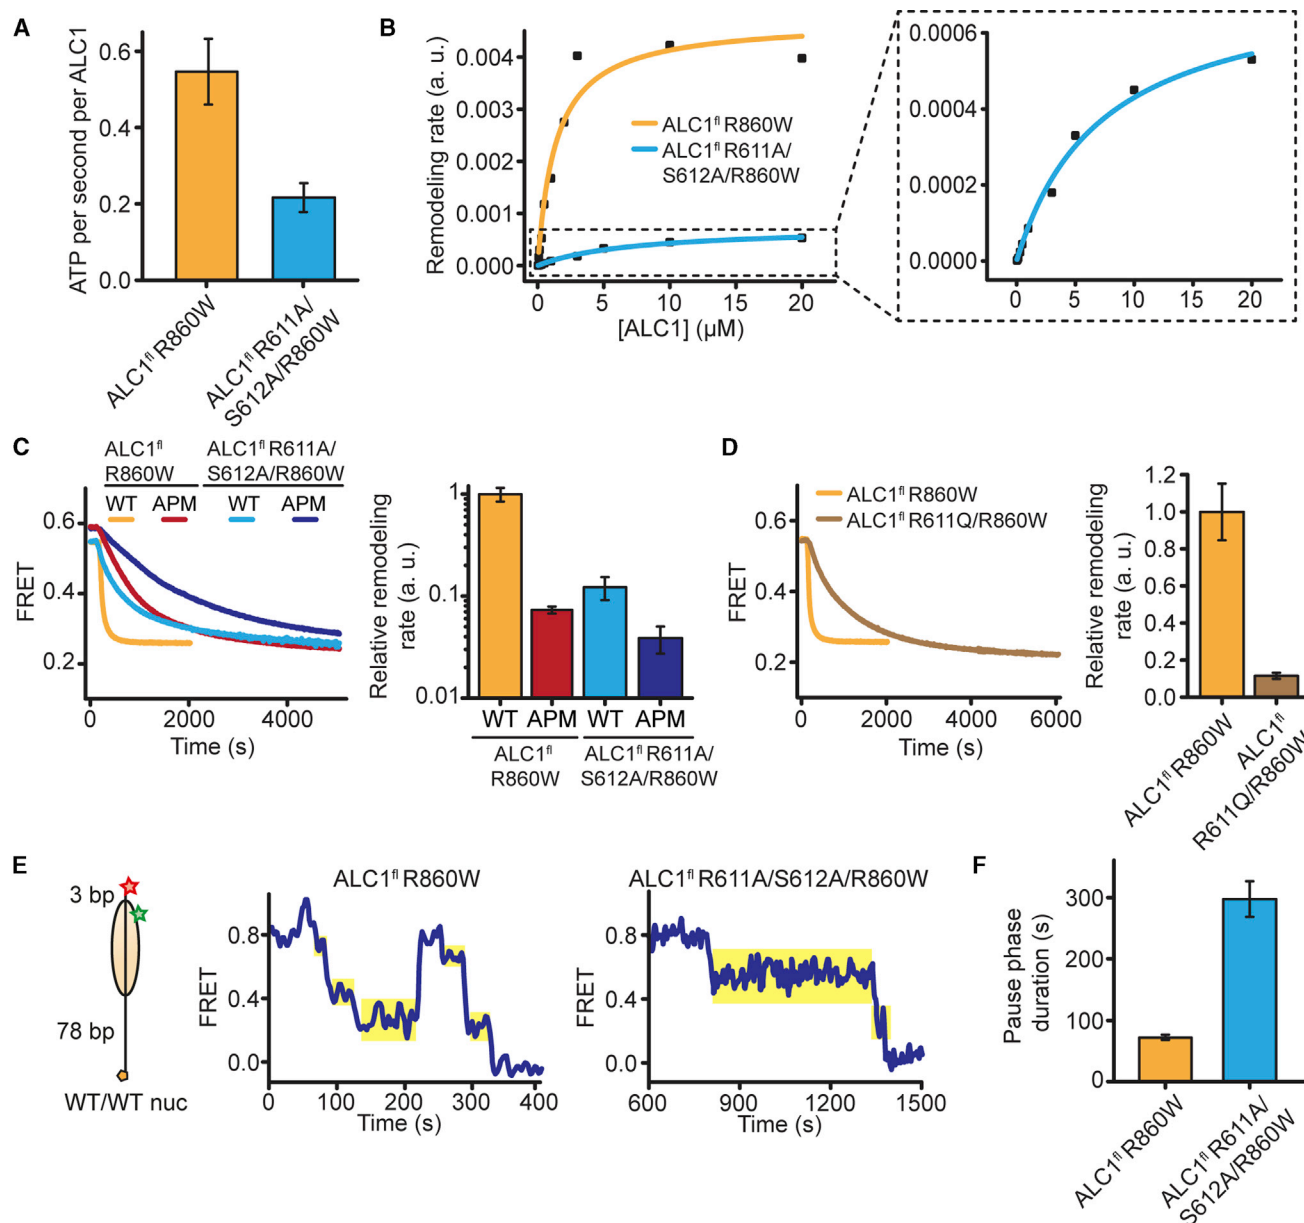 A
ATP per second per ALC1
0.6
0.4
0.2
0.0
ALC1fl R860W
ALC1fl R611A/
S612A/R860W
B
Remodeling rate (a. u.)
0.004
0.003
0.002
0.001
0.000
ALC1fl R860W
ALC1fl R611A/
S612A/R860W
0 5 10 15 20
[ALC1] (µM)
0.0006
0.0004
0.0002
0.0000
0 5 10 15 20
C
ALC1fl
R860W
ALC1fl R611A/
S612A/R860W
WT APM WT APM
FRET
0.6
0.4
0.2
0 2000 4000
Time (s)
Relative remodeling
rate (a. u.)
1
0.1
0.01
WT APM WT APM
ALC1fl
R860W
ALC1fl R611A/
S612A/R860W
D
ALC1fl R860W
ALC1fl R611Q/R860W
FRET
0.6
0.4
0.2
0 2000 4000 6000
Time (s)
Relative remodeling
rate (a. u.)
1.2
1.0
0.8
0.6
0.4
0.2
0.0
ALC1fl R860W
ALC1fl
R611Q/R860W
E
3 bp
78 bp
WT/WT nuc
ALC1fl R860W
FRET
0.8
0.4
0.0
0 100 200 300 400
Time (s)
ALC1fl R611A/S612A/R860W
FRET
0.8
0.4
0.0
600 900 1200 1500
Time (s)
F
Pause phase
duration (s)
300
200
100
0
ALC1fl R860W
ALC1fl R611A/
S612A/R860W